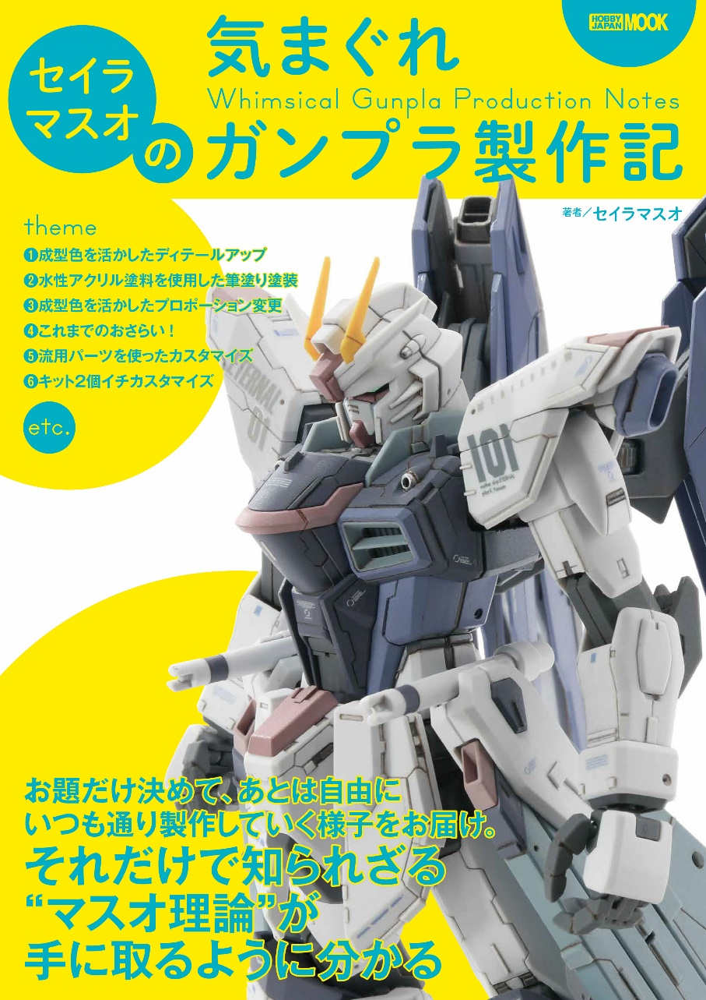 HOBBY
JAPAN MOOK
セイラ
マスオ
の
気まぐれ
Whimsical Gunpla Production Notes
ガンプラ製作記
著者／セイラマスオ
theme
❶成型色を活かしたディテールアップ
❷水性アクリル塗料を使用した筆塗り塗装
❸成型色を活かしたプロポーション変更
❹これまでのおさらい！
❺流用パーツを使ったカスタマイズ
❻キット2個イチカスタマイズ
etc.
ETERNAL
01
101
お題だけ決めて、あとは自由に
いつも通り製作していく様子をお届け。
それだけで知られざる
“マスオ理論”が
手に取るように分かる